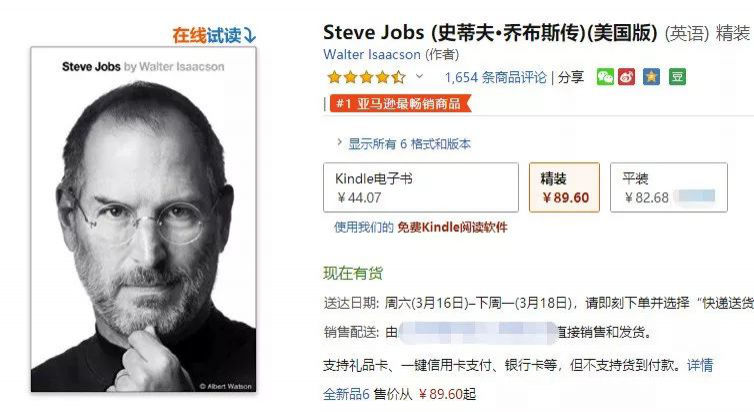 在线试读
Steve Jobs by Walter Isaacson
© Albert Watson
Steve Jobs (史蒂夫•乔布斯传)(美国版) (英语) 精装
Walter Isaacson (作者)
1,654 条商品评论 | 分享
豆
| #1 亚马逊最畅销商品
显示所有 6 格式和版本
Kindle电子书
￥44.07
精装
￥89.60
平装
￥82.68
使用我们的 免费Kindle阅读软件
现在有货
送达日期: 周六(3月16日)–下周一(3月18日)，请即刻下单并选择“快递送货
销售配送: 由
直接销售和发货。
支持礼品卡、一键信用卡支付、银行卡等，但不支持货到付款。详情
全新品6 售价从 ￥89.60起